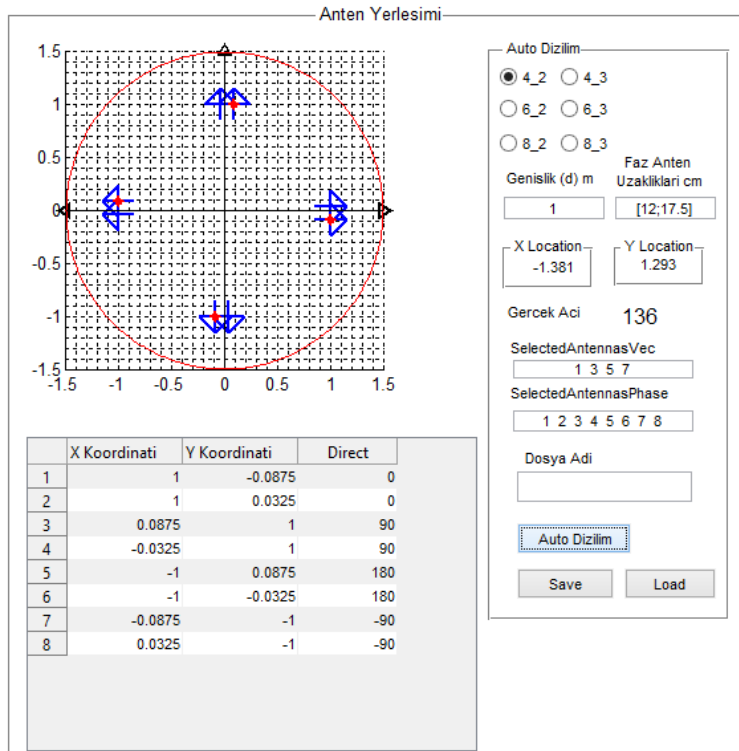 Anten Yerlesimi
1.5
1
0.5
0
-0.5
-1
-1.5
-1.5 -1 -0.5 0 0.5 1 1.5
Auto Dizilim
4_2 4_3
6_2 6_3
8_2 8_3
Genislik (d) m
Faz Anten
Uzakliklari cm
1
[12;17.5]
X Location
-1.381
Y Location
1.293
Gercek Aci 136
SelectedAntennasVec
1 3 5 7
SelectedAntennasPhase
1 2 3 4 5 6 7 8
Dosya Adi
Auto Dizilim
Save Load
X Koordinati Y Koordinati Direct
1 1 -0.0875 0
2 1 0.0325 0
3 0.0875 1 90
4 -0.0325 1 90
5 -1 0.0875 180
6 -1 -0.0325 180
7 -0.0875 -1 -90
8 0.0325 -1 -90